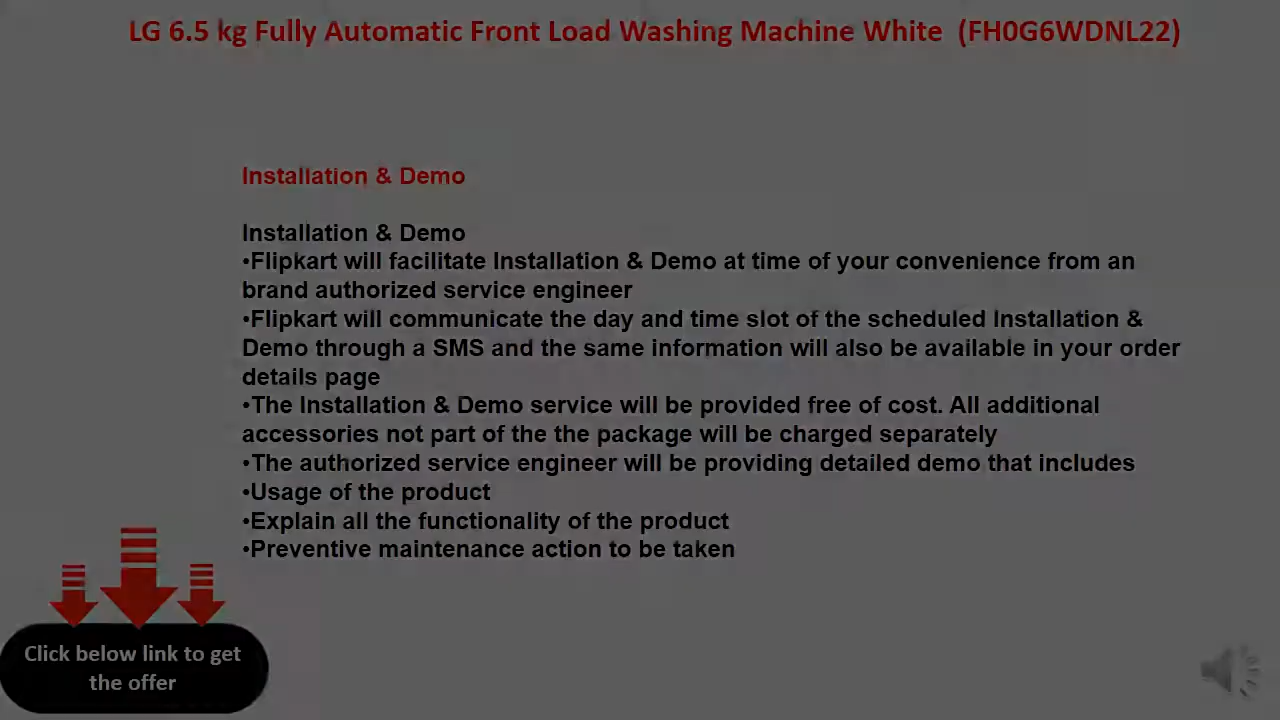 LG 6.5 kg Fully Automatic Front Load Washing Machine White (FH0G6WDNL22)
Installation & Demo
Installation & Demo
•Flipkart will facilitate Installation & Demo at time of your convenience from an
brand authorized service engineer
•Flipkart will communicate the day and time slot of the scheduled Installation &
Demo through a SMS and the same information will also be available in your order
details page
•The Installation & Demo service will be provided free of cost. All additional
accessories not part of the the package will be charged separately
•The authorized service engineer will be providing detailed demo that includes
•Usage of the product
•Explain all the functionality of the product
•Preventive maintenance action to be taken
Click below link to get
the offer